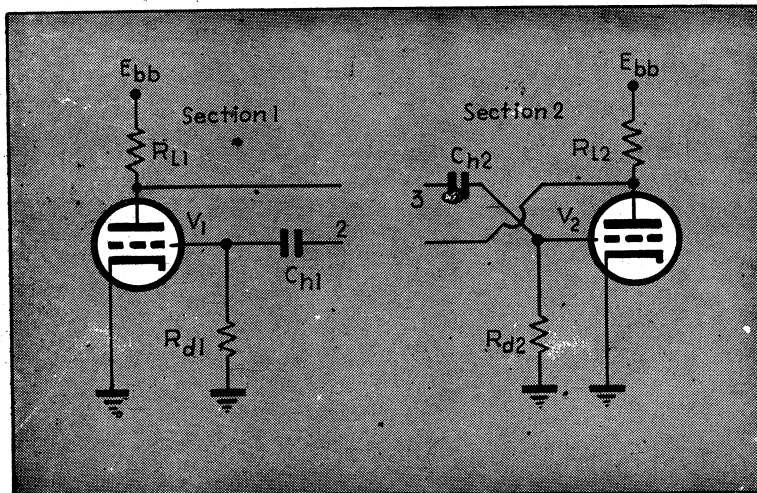 Ebb
Section 1
RL1
V1
2
Ch1
Rd1
Ebb
Section 2
RL2
Ch2
3
V2
Rd2